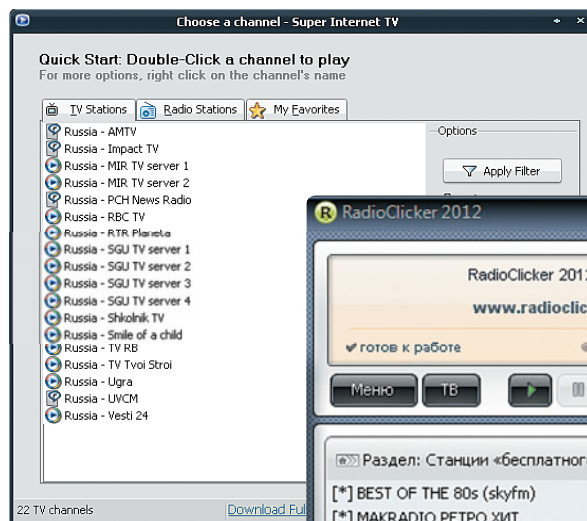 Choose a channel - Super Internet TV
Quick Start: Double-Click a channel to play
For more options, right click on the channel's name
TV Stations
Radio Stations
My Favorites
Russia - AMTV
Russia - Impact TV
Russia - MIR TV server 1
Russia - MIR TV server 2
Russia - PCH News Radio
Russia - RBC TV
Russia - RTR Planeta
Russia - SGU TV server 1
Russia - SGU TV server 2
Russia - SGU TV server 3
Russia - SGU TV server 4
Russia - Shkolnik TV
Russia - Smile of a child
Russia - TV RB
Russia - TV Tvoi Stroi
Russia - Ugra
Russia - UVCM
Russia - Vesti 24
Options
Apply Filter
22 TV channels
Download Ful
RadioClicker 2012
RadioClicker 201
www.radioclic
готов к работе
Меню
ТВ
Раздел: Станции «бесплатног
[*] BEST OF THE 80s (skyfm)
[*] MAKRADIO РЕТРО ХИТ